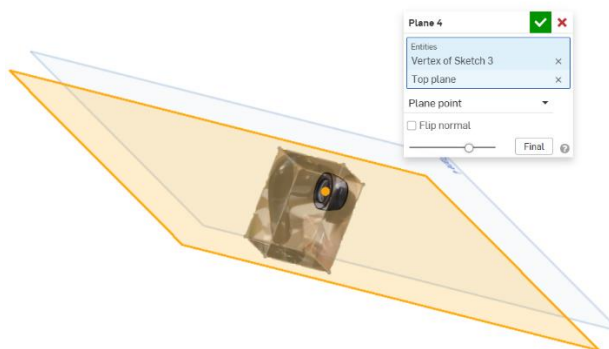 Plane 4
Entities
Vertex of Sketch 3
Top plane
Plane point
Flip normal
Final